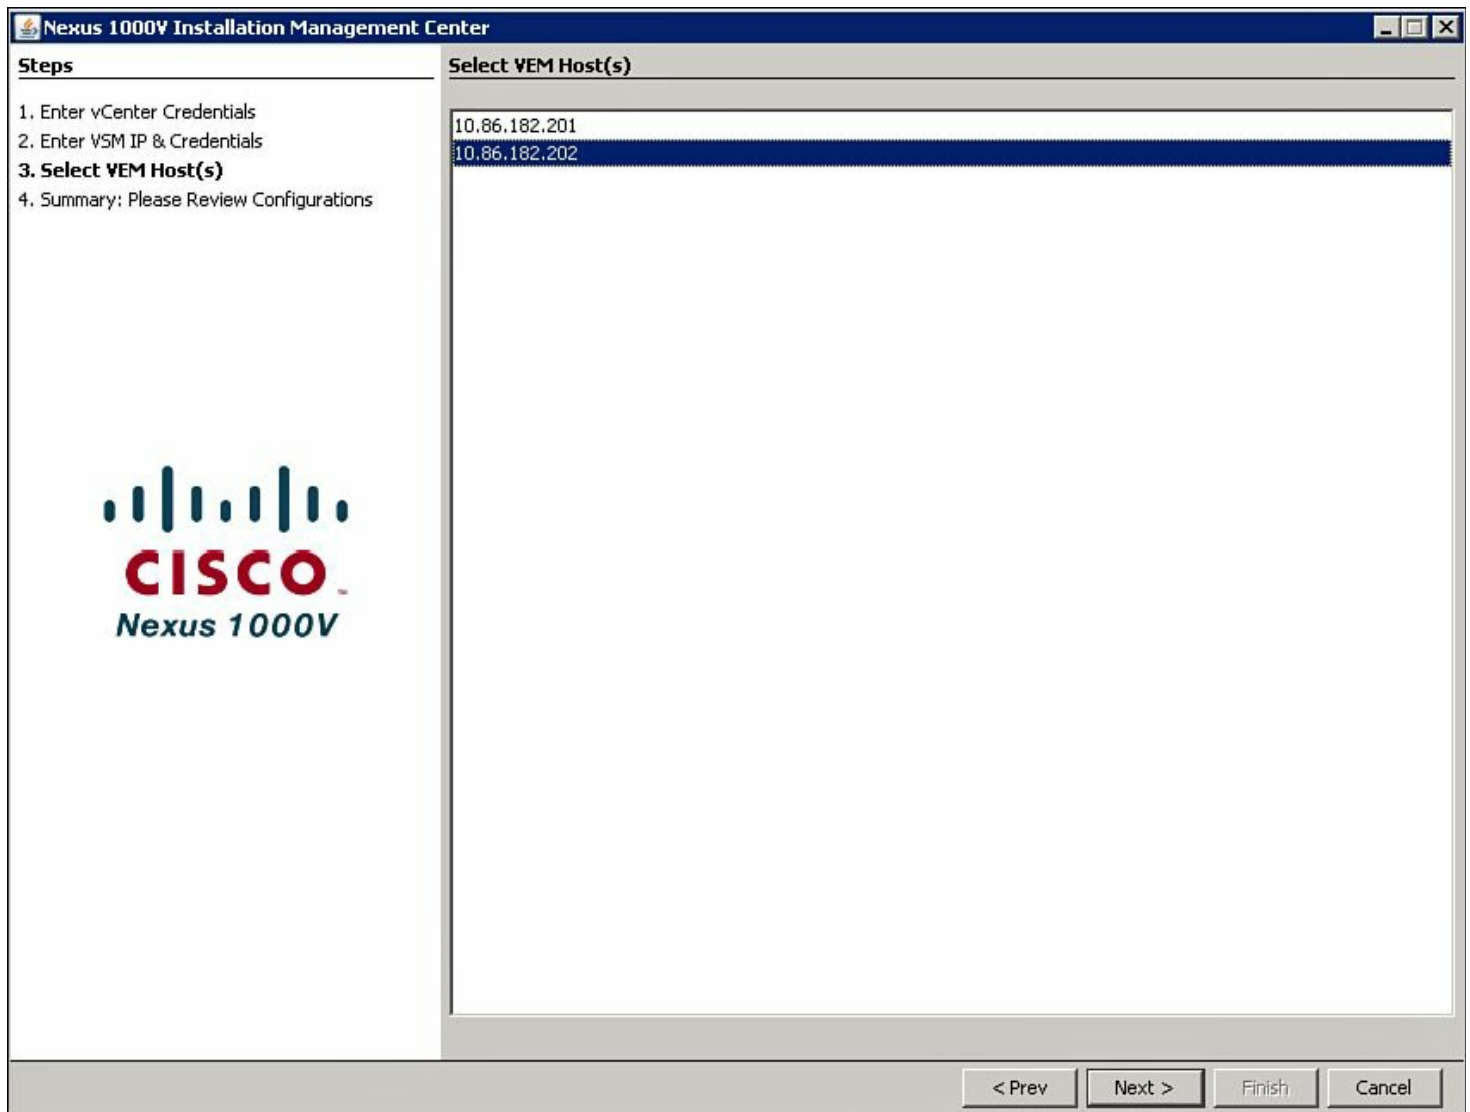 Nexus 1000V Installation Management Center
Steps
1. Enter vCenter Credentials
2. Enter VSM IP & Credentials
3. Select VEM Host(s)
4. Summary: Please Review Configurations
CISCO™
Nexus 1000V
Select VEM Host(s)
10.86.182.201
10.86.182.202
< Prev Next > Finish Cancel